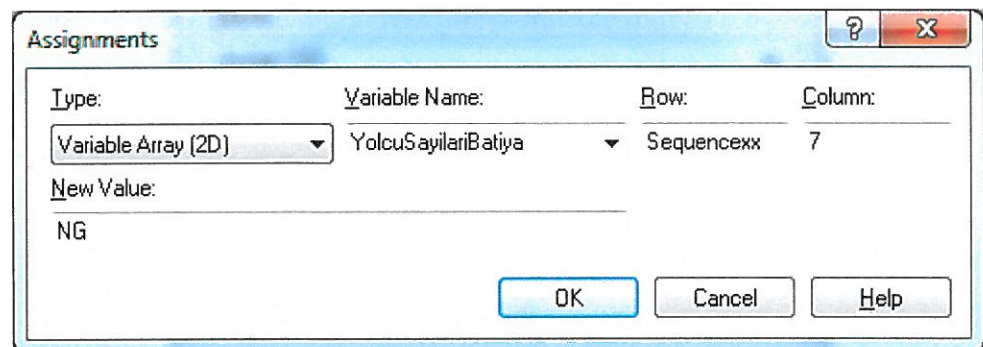 Assignments
Type: Variable Name: Row: Column:
Variable Array (2D) YolcuSayilariBatiya Sequencexx 7
New Value:
NG
OK Cancel Help